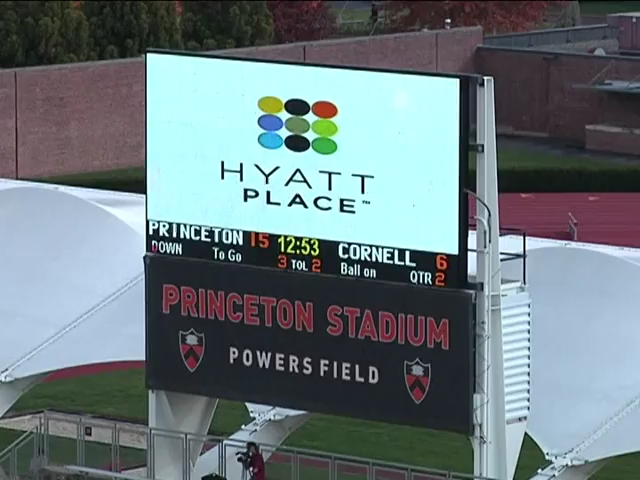 HYATT
PLACE™
PRINCETON 15 12:53 CORNELL 6
DOWN To Go 3 TOL 2 Ball on QTR 2
PRINCETON STADIUM
POWERS FIELD